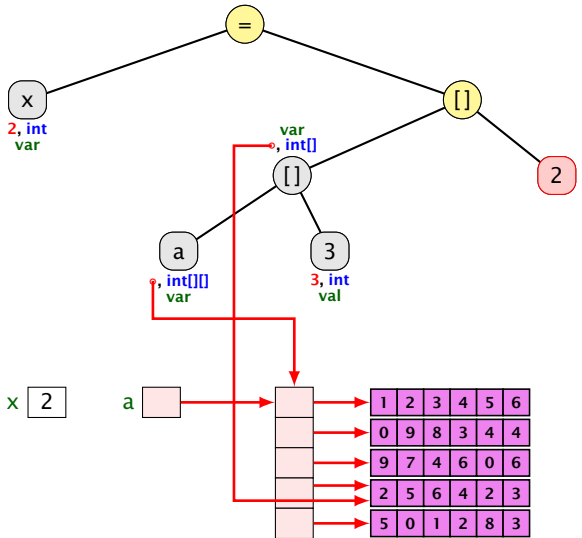 =
x
[]
2, int
var
var
, int[]
[]
2
a
3
, int[][]
var
3, int
val
x 2
a
1 2 3 4 5 6
0 9 8 3 4 4
9 7 4 6 0 6
2 5 6 4 2 3
5 0 1 2 8 3